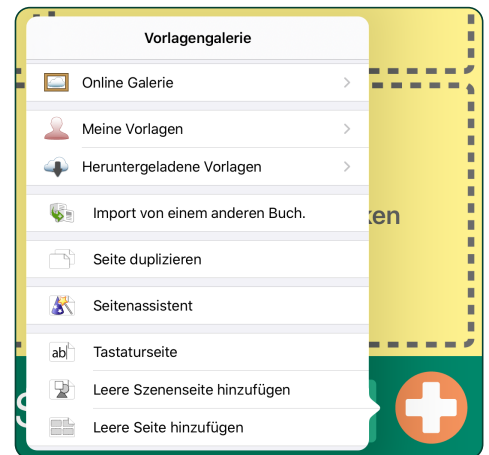 Vorlagengalerie
Online Galerie
Meine Vorlagen
Heruntergeladene Vorlagen
Import von einem anderen Buch.
Seite duplizieren
Seitenassistent
ab Tastaturseite
Leere Szenenseite hinzufügen
Leere Seite hinzufügen